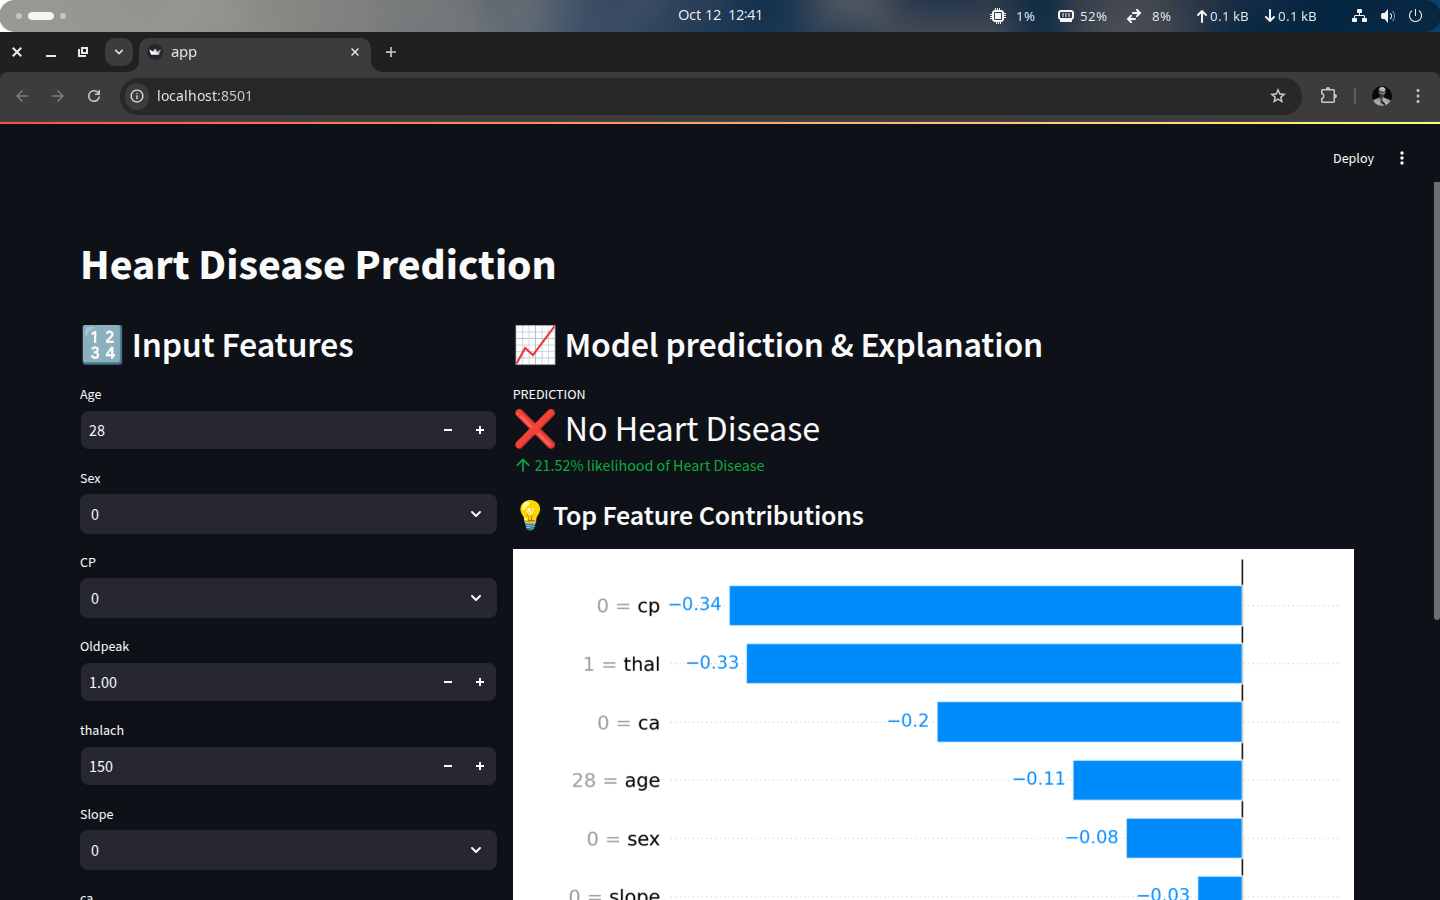 Oct 12 12:41
1%
52%
8%
0.1 kB
0.1 kB
app
localhost:8501
Deploy
Heart Disease Prediction
Input Features
Age
28
Sex
0
CP
0
Oldpeak
1.00
thalach
150
Slope
0
ca
Model prediction & Explanation
PREDICTION
No Heart Disease
21.52% likelihood of Heart Disease
Top Feature Contributions
0 = cp −0.34
1 = thal −0.33
0 = ca −0.2
28 = age −0.11
0 = sex −0.08
0 = slope −0.03